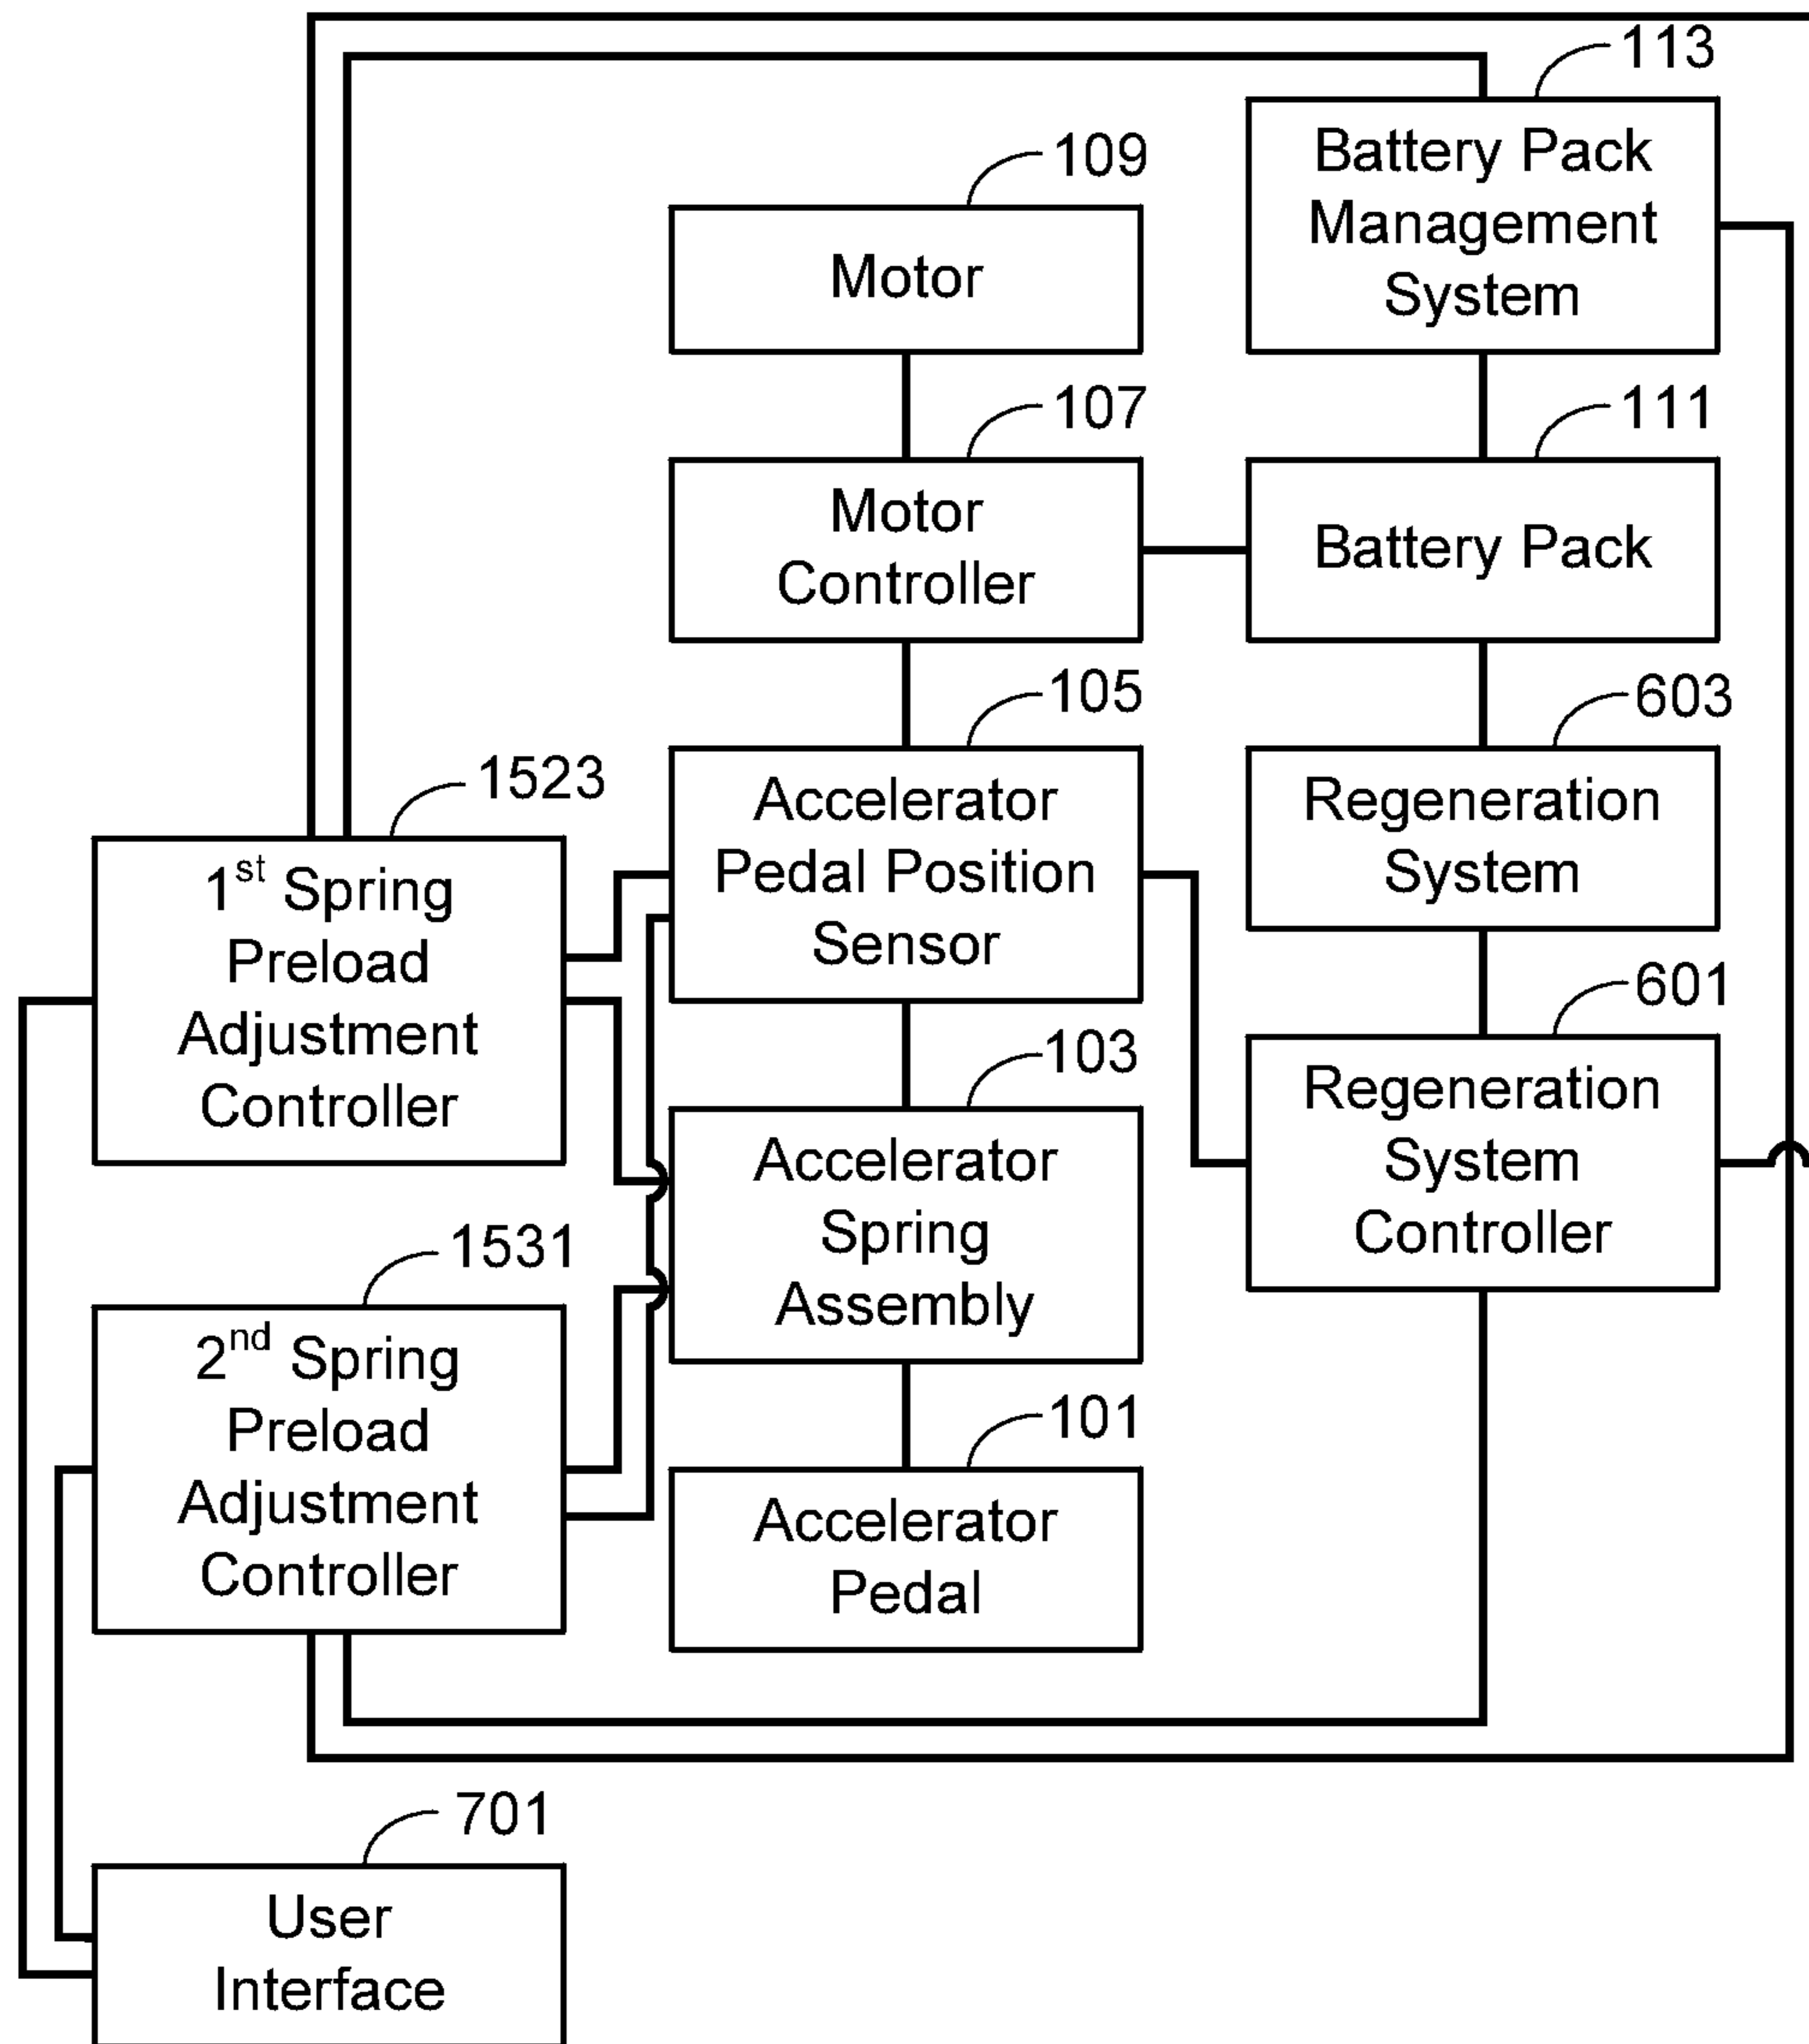 113
Battery Pack
Management
System
109
Motor
107
Motor
Controller
111
Battery Pack
105
Accelerator
Pedal Position
Sensor
603
Regeneration
System
1523
1st Spring
Preload
Adjustment
Controller
103
Accelerator
Spring
Assembly
601
Regeneration
System
Controller
1531
2nd Spring
Preload
Adjustment
Controller
101
Accelerator
Pedal
701
User
Interface